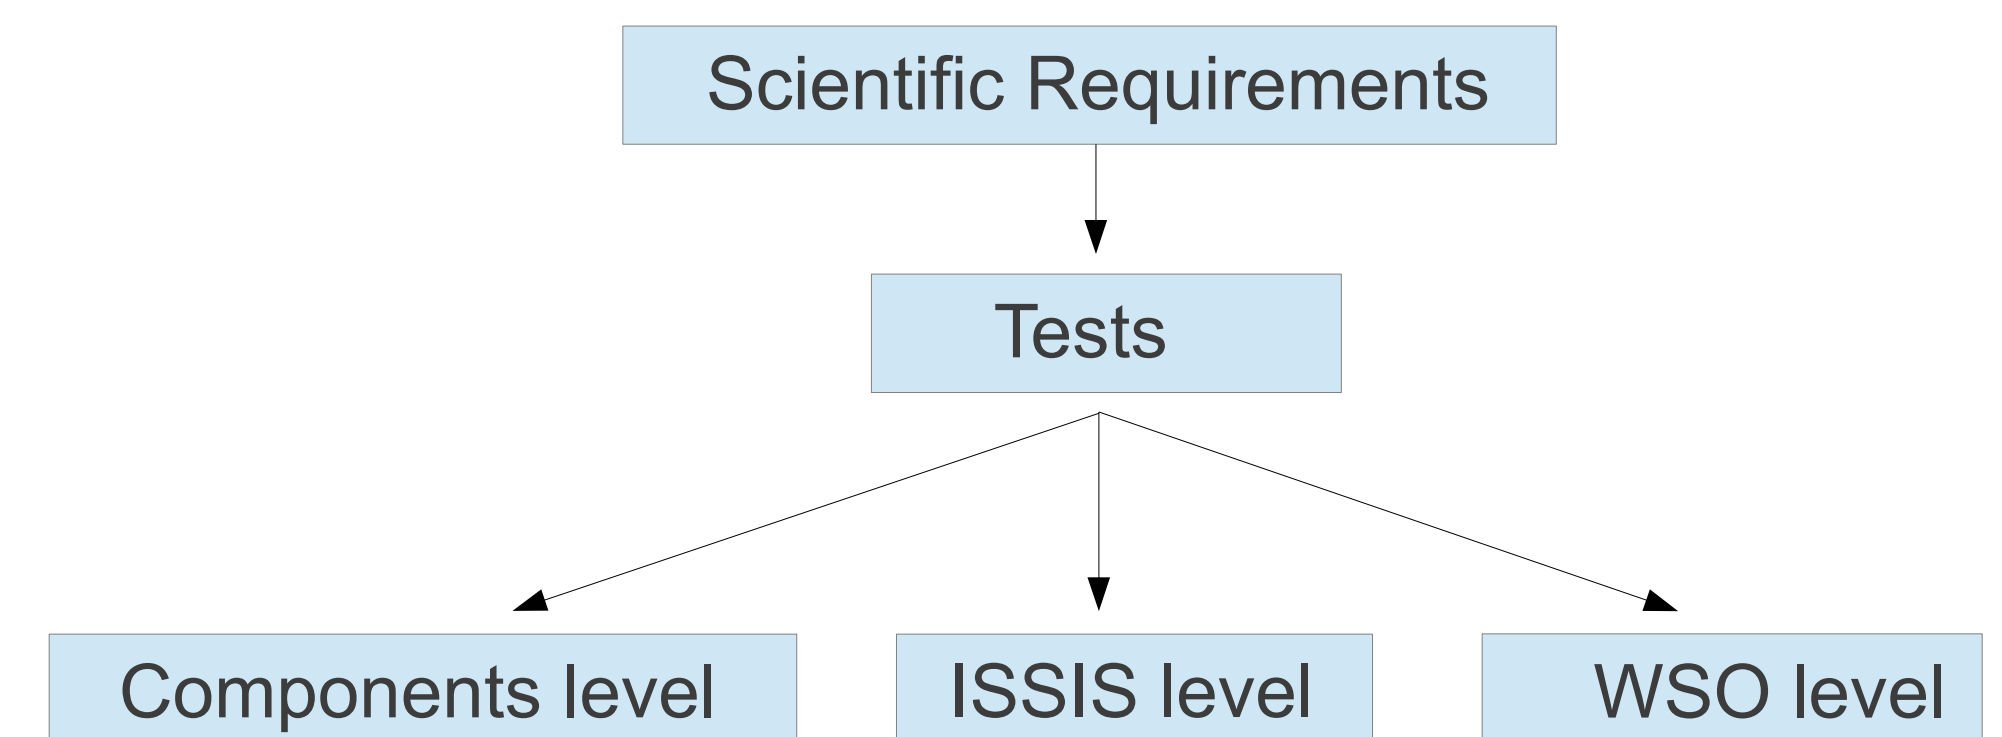 Scientific Requirements
Tests
Components level
ISSIS level
WSO level